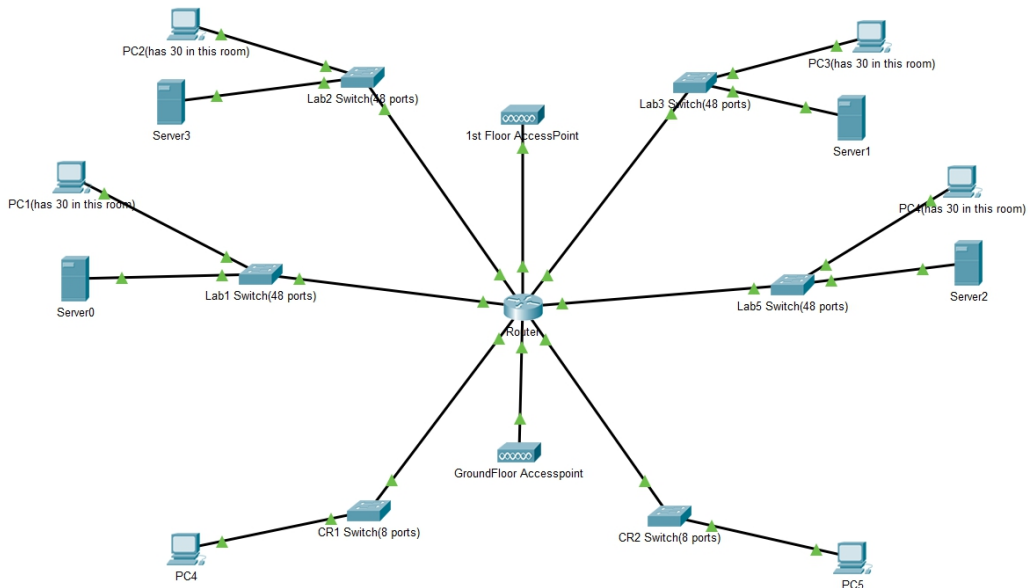 PC2(has 30 in this room)
PC3(has 30 in this room)
Lab2 Switch(48 ports)
Lab3 Switch(48 ports)
Server3
1st Floor AccessPoint
Server1
PC1(has 30 in this room)
PC4(has 30 in this room)
Lab1 Switch(48 ports)
Lab5 Switch(48 ports)
Server0
Server2
Router
GroundFloor Accesspoint
CR1 Switch(8 ports)
CR2 Switch(8 ports)
PC4
PC5